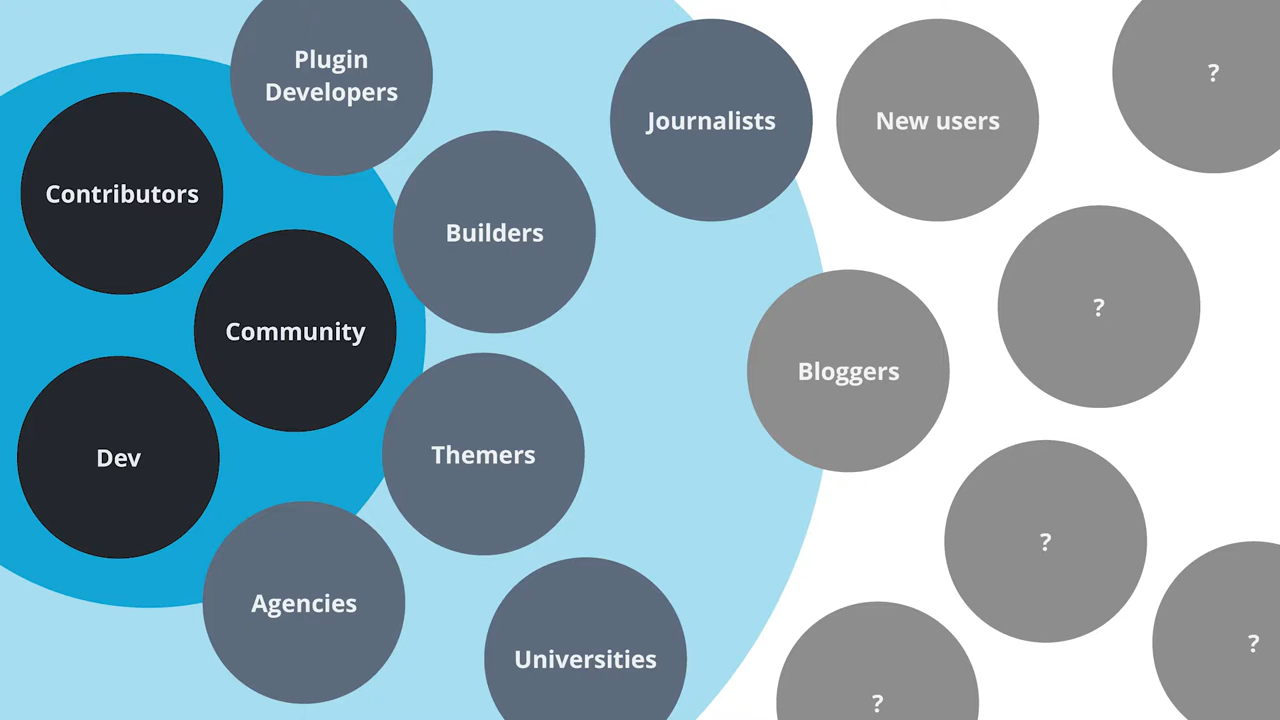 Plugin
Developers
Contributors
Community
Dev
Builders
Themers
Agencies
Universities
Journalists
New users
Bloggers
?
?
?
?
?